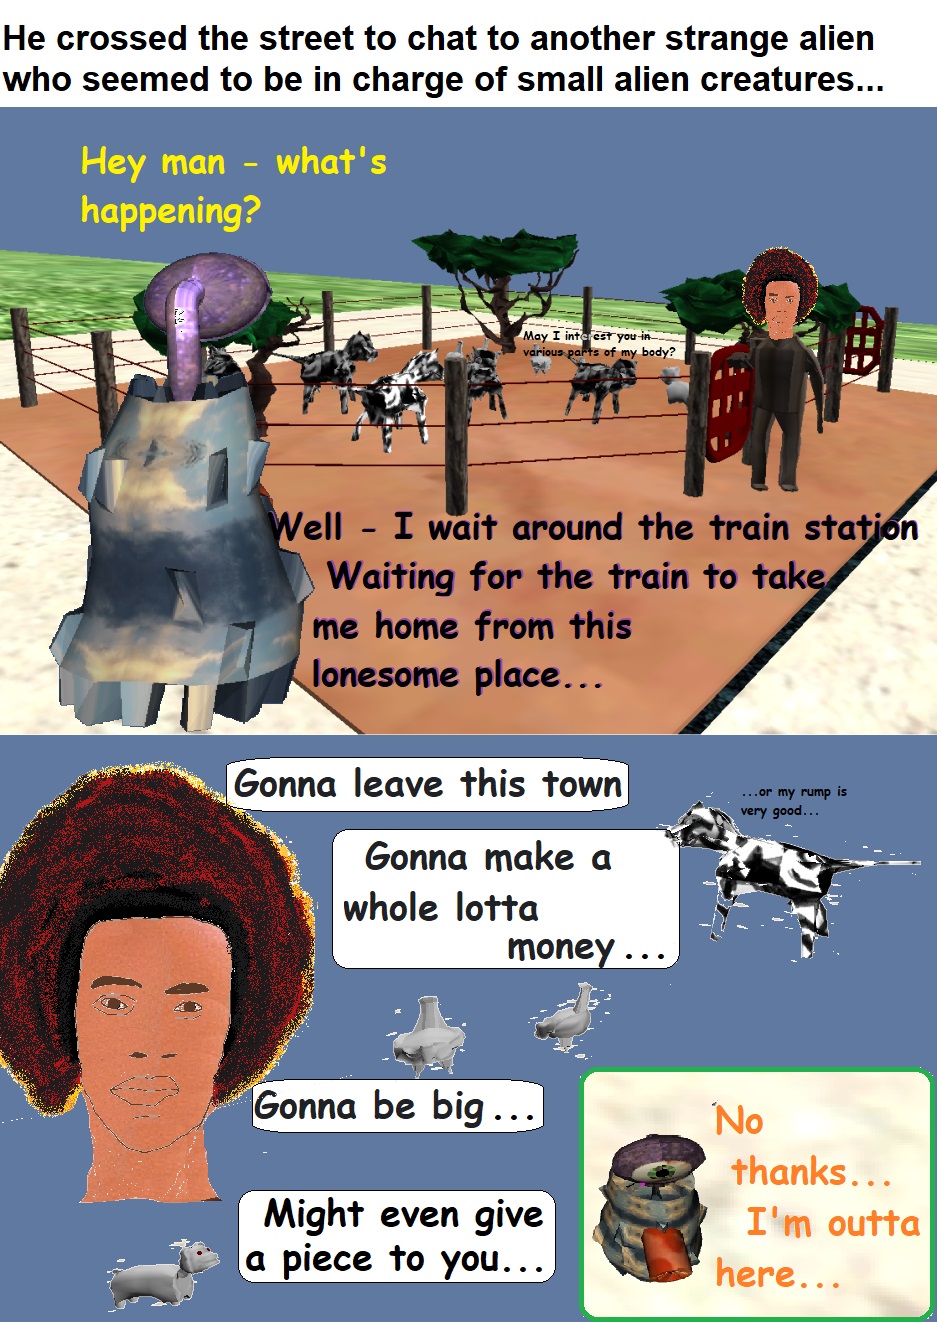 He crossed the street to chat to another strange alien
who seemed to be in charge of small alien creatures...
Hey man - what's
happening?
May I interest you in
various parts of my body?
Well - I wait around the train station
Waiting for the train to take
me home from this
lonesome place...
Gonna leave this town
...or my rump is
very good...
Gonna make a
whole lotta
money...
Gonna be big...
Might even give
a piece to you...
No
thanks...
I'm outta
here...